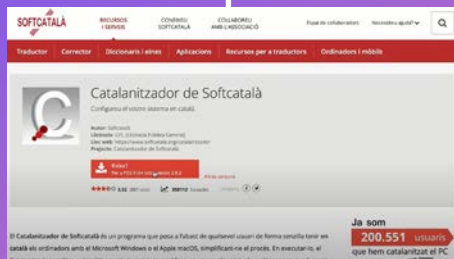 SOFTCATALÀ
RECURSOS
I SERVEIS
CONEIXEU
SOFTCATALÀ
COL·LABOREU
AMB L'ASSOCIACIÓ
Espai de col·laboradors
Necessiteu ajuda?
Traductor
Corrector
Diccionaris i eines
Aplicacions
Recursos per a traductors
Ordinadors i mòbils
Catalanitzador de Softcatalà
Configureu el vostre sistema en català
Autor: Softcatalà
Llicència: GPL (Llicència Pública General)
Lloc web: https://www.softcatala.org/catalanitzador/
Projecte: Catalanitzador de Softcatalà
Baixa'l
Ja som
200.551 usuaris
que hem catalanitzat el PC
El Catalanitzador de Softcatalà és un programa que posa a l'abast de qualsevol usuari de forma senzilla tenir en
català els ordinadors amb el Microsoft Windows o el Apple macOS, simplificant-ne el procés. En executar-lo, el